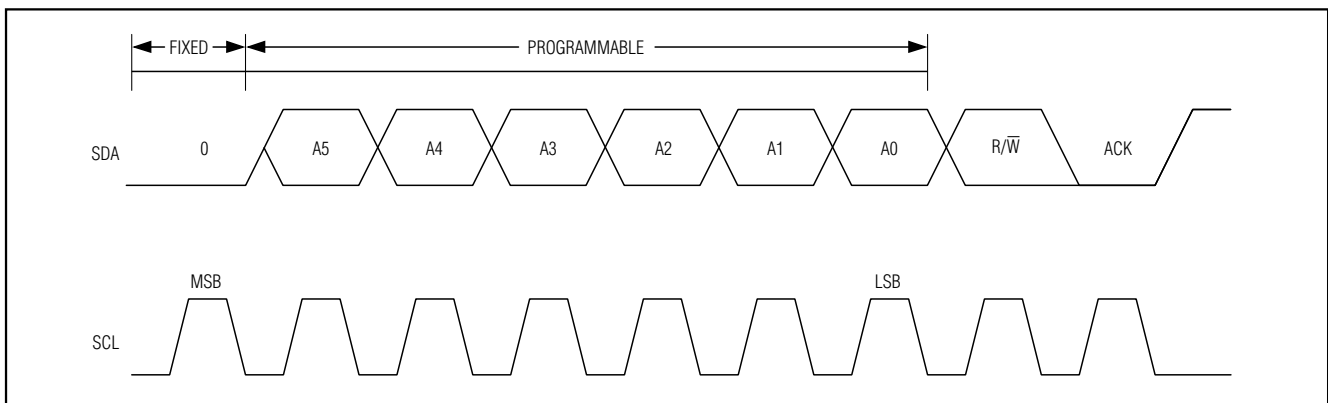 FIXED PROGRAMMABLE
SDA 0 A5 A4 A3 A2 A1 A0 R/W̅ ACK
MSB LSB
SCL